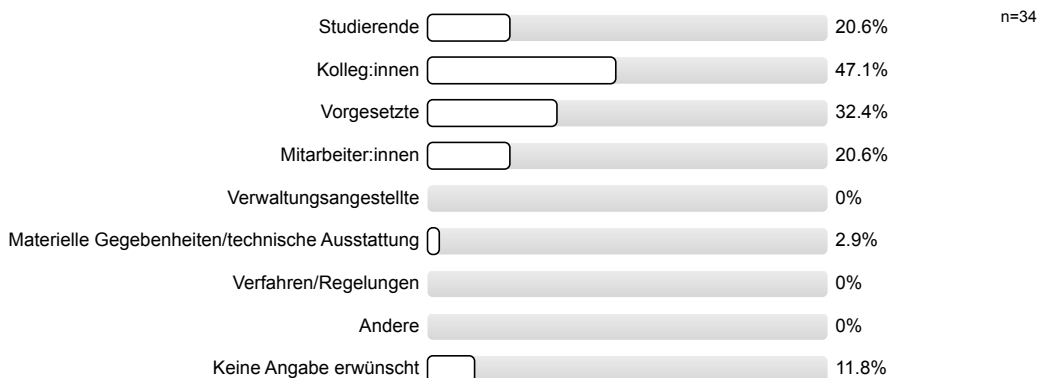 n=34
Studierende 20.6%
Kolleg:innen 47.1%
Vorgesetzte 32.4%
Mitarbeiter:innen 20.6%
Verwaltungsangestellte 0%
Materielle Gegebenheiten/technische Ausstattung 2.9%
Verfahren/Regelungen 0%
Andere 0%
Keine Angabe erwünscht 11.8%